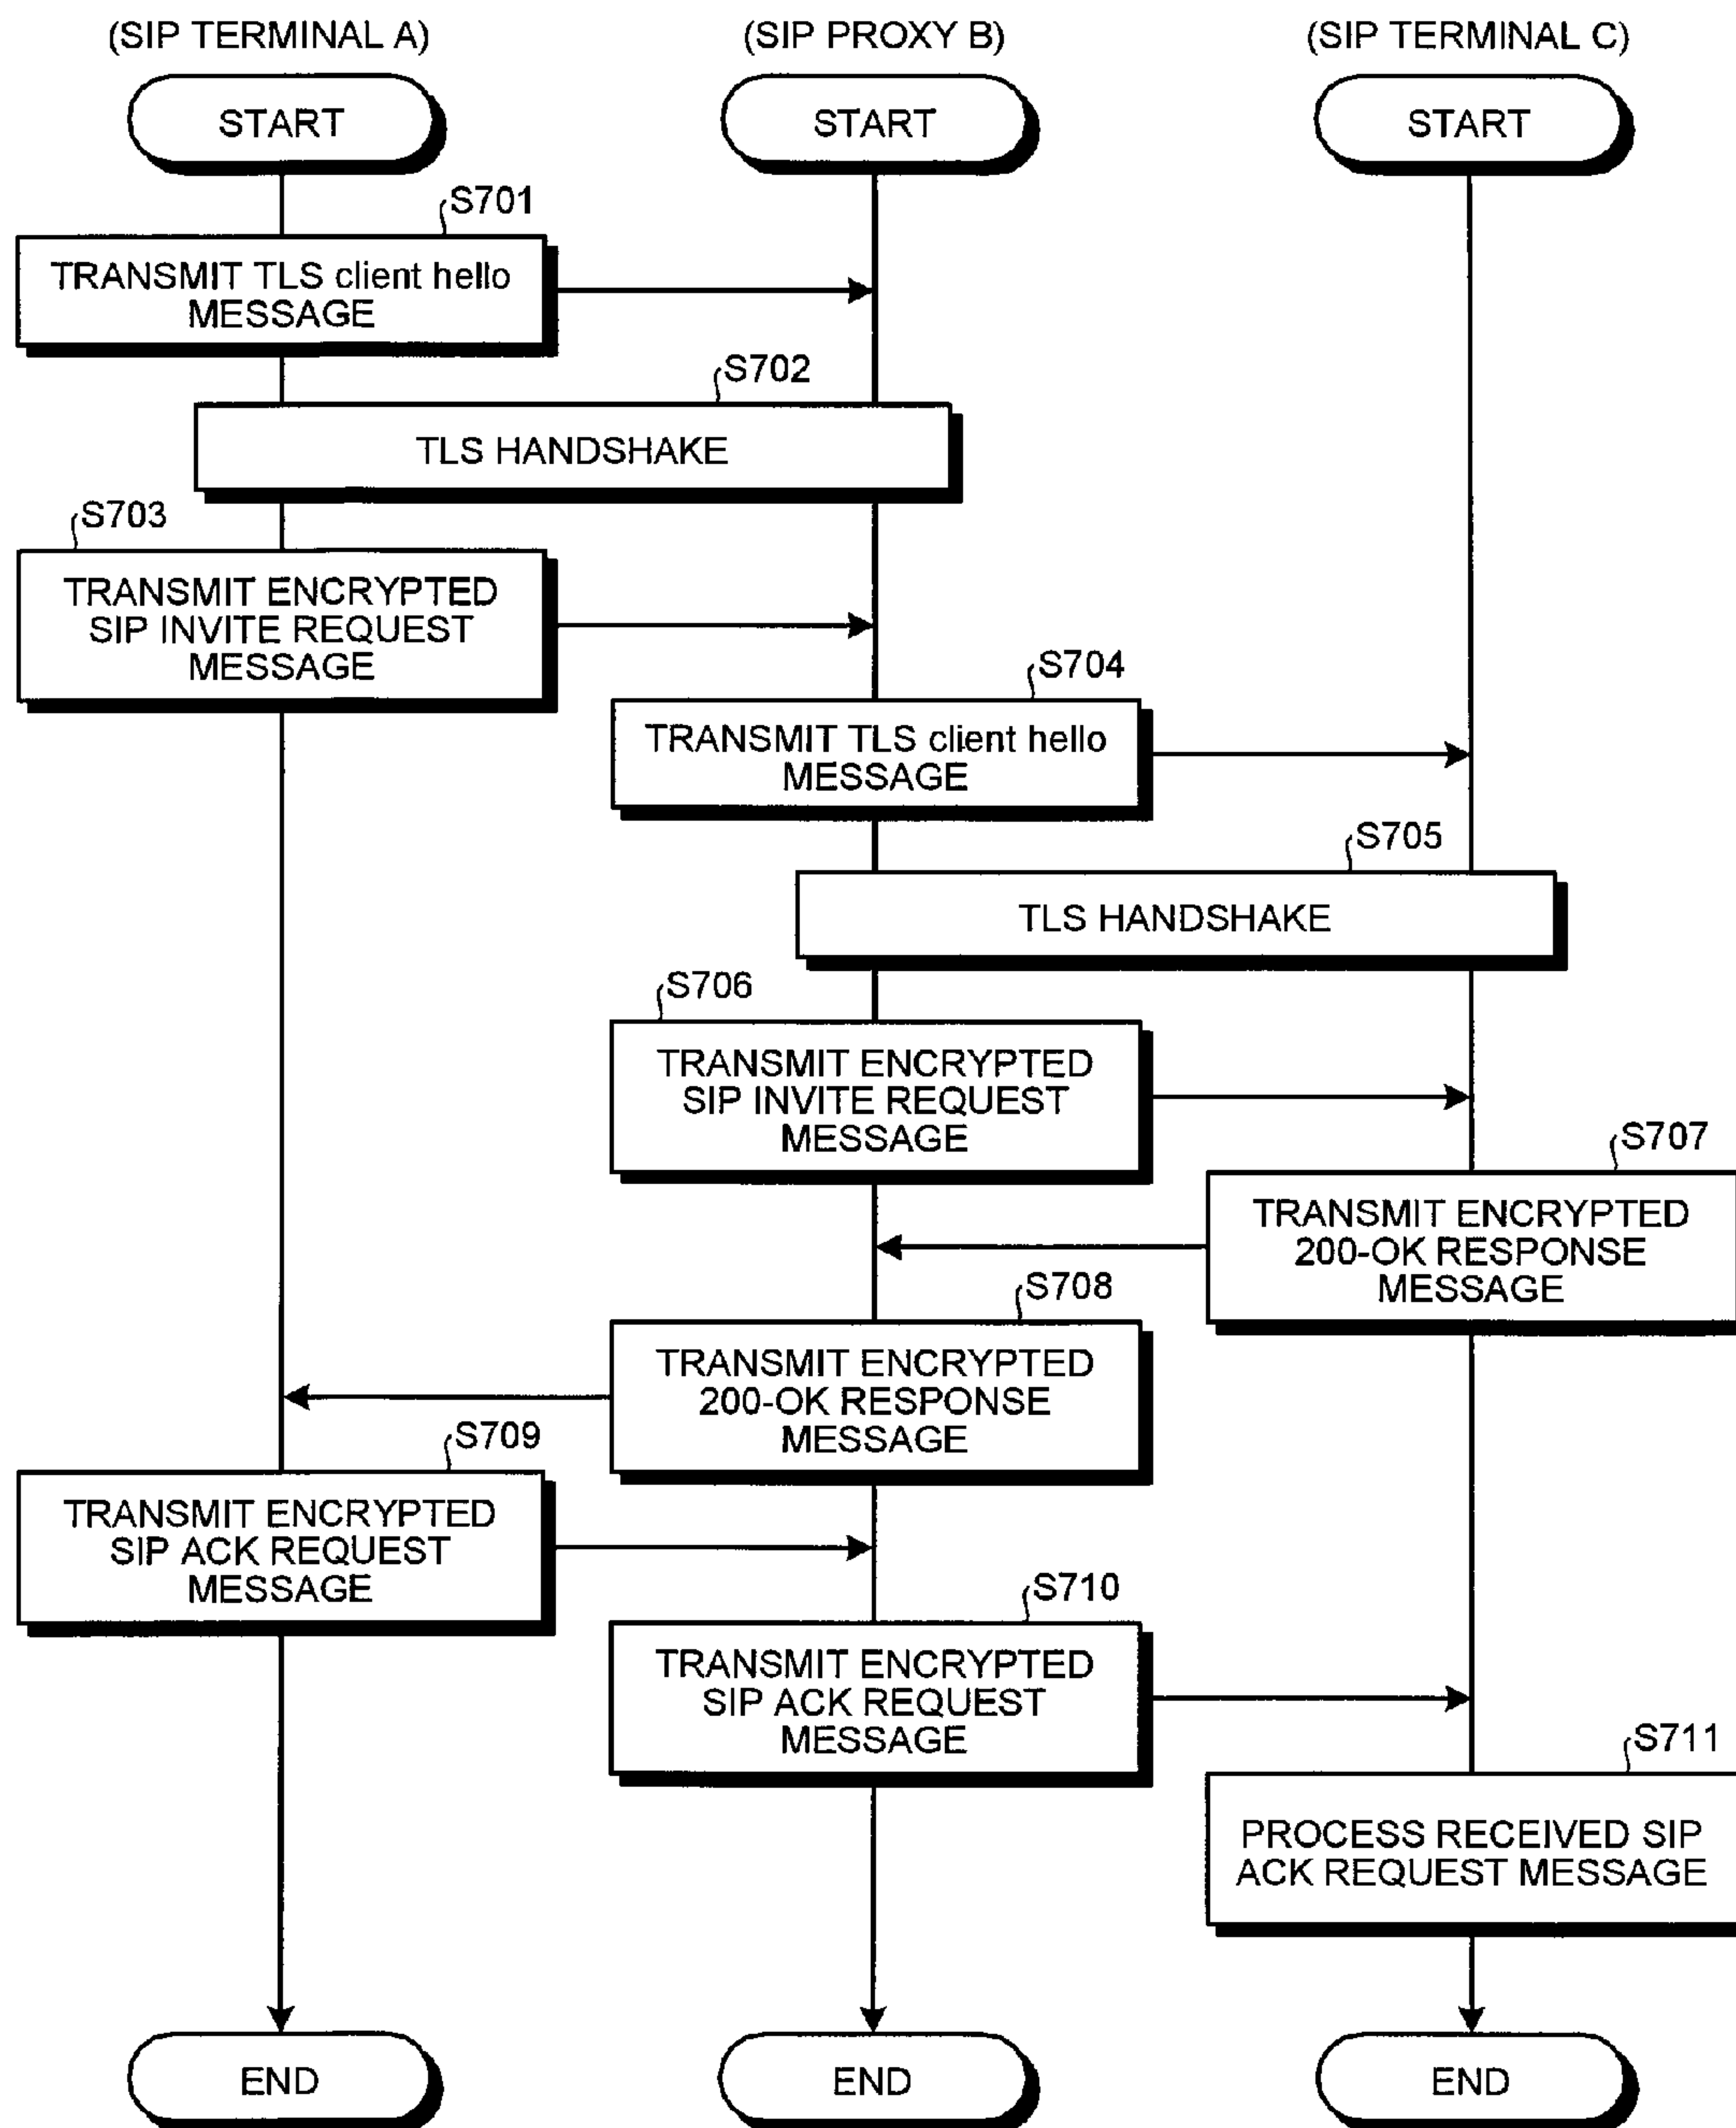 (SIP TERMINAL A)
(SIP PROXY B)
(SIP TERMINAL C)
START
START
START
S701
TRANSMIT TLS client hello
MESSAGE
S702
TLS HANDSHAKE
S703
TRANSMIT ENCRYPTED
SIP INVITE REQUEST
MESSAGE
S704
TRANSMIT TLS client hello
MESSAGE
S705
TLS HANDSHAKE
S706
TRANSMIT ENCRYPTED
SIP INVITE REQUEST
MESSAGE
S707
TRANSMIT ENCRYPTED
200-OK RESPONSE
MESSAGE
S708
TRANSMIT ENCRYPTED
200-OK RESPONSE
MESSAGE
S709
TRANSMIT ENCRYPTED
SIP ACK REQUEST
MESSAGE
S710
TRANSMIT ENCRYPTED
SIP ACK REQUEST
MESSAGE
S711
PROCESS RECEIVED SIP
ACK REQUEST MESSAGE
END
END
END